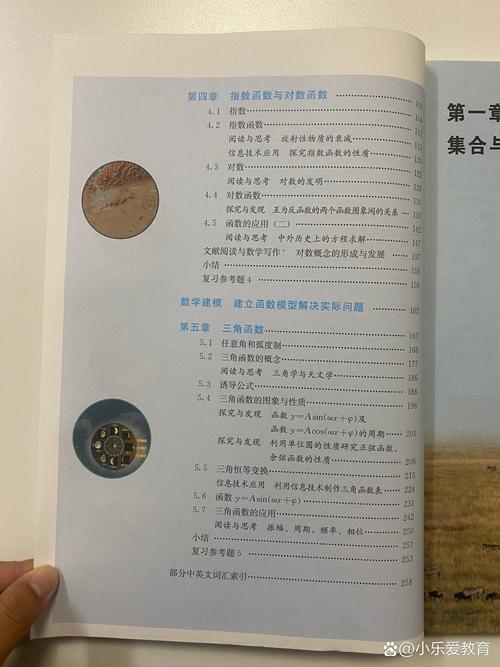 第四章 指数函数与对数函数
4.1 指数 104
4.2 指数函数 111
阅读与思考 放射性物质的衰减 115
信息技术应用 探究指数函数的性质 120
4.3 对数 122
阅读与思考 对数的发明 128
4.4 对数函数 130
探究与发现 互为反函数的两个函数图象间的关系 135
4.5 函数的应用(二) 142
阅读与思考 中外历史上的方程求解 147
文献阅读与数学写作* 对数概念的形成与发展 157
小结 158
复习参考题4 159
数学建模 建立函数模型解决实际问题 162
第五章 三角函数 167
5.1 任意角和弧度制 168
5.2 三角函数的概念 177
阅读与思考 三角学与天文学 186
5.3 诱导公式 188
5.4 三角函数的图象与性质 196
探究与发现 函数y=Asin(ωx+φ)及
函数y=Acos(ωx+φ)的周期 203
探究与发现 利用单位圆的性质研究正弦函数、
余弦函数的性质 208
5.5 三角恒等变换 215
信息技术应用 利用信息技术制作三角函数表 224
5.6 函数y=Asin(ωx+φ) 231
5.7 三角函数的应用 242
阅读与思考 振幅、周期、频率、相位 250
小结 251
复习参考题5 253
部分中英文词汇索引 258
第一章
集合与
小乐爱教育